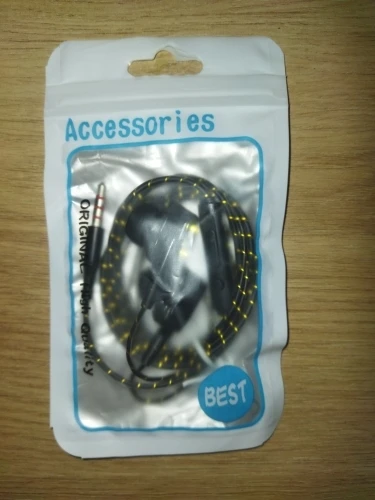 Accessories
ORIGINAL High Quality
BEST